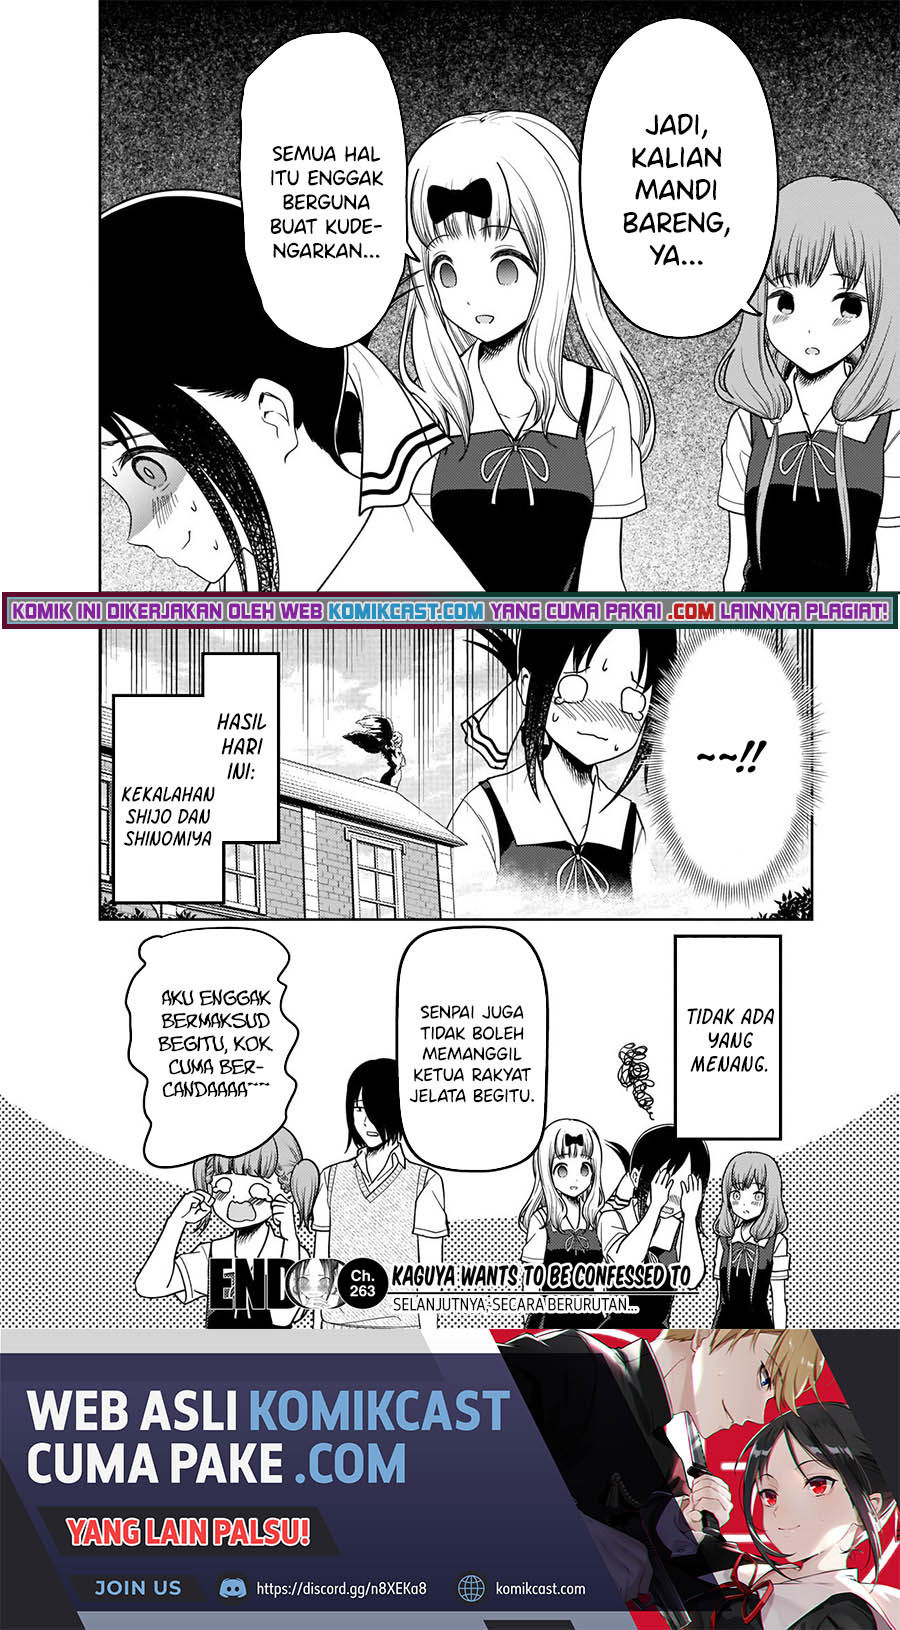 JADI,
KALIAN
MANDI
BARENG,
YA...
SEMUA HAL
ITU ENGGAK
BERGUNA
BUAT KUDE-
NGARKAN...
KOMIK INI DIKERJAKAN OLEH WEB KOMIKCAST.COM YANG CUMA PAKAI .COM LAINNYA PLAGIAT!
~~!!
HASIL
HARI
INI:
KEKALAHAN
SHIJO DAN
SHINOMIYA
TIDAK ADA
YANG
MENANG.
SENPAI JUGA
TIDAK BOLEH
MEMANGGIL
KETUA RAKYAT
JELATA BEGITU.
AKU ENGGAK
BERMAKSUD
BEGITU, KOK
CUMA BER-
CANDAAAA~~
END
Ch.
263
KAGUYA WANTS TO BE CONFESSED TO
SELANJUTNYA, SECARA BERURUTAN...
WEB ASLI KOMIKCAST
CUMA PAKE .COM
YANG LAIN PALSU!
JOIN US
https://discord.gg/n8XEKa8
komikcast.com